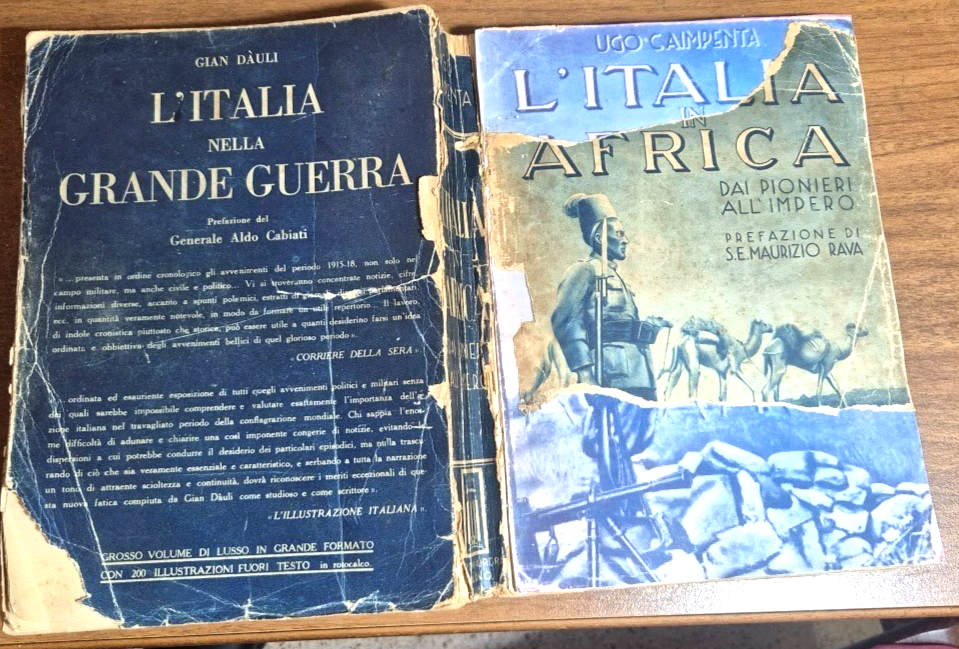 GIAN DÀULI
L'ITALIA
NELLA
GRANDE GUERRA
Prefazione del
Generale Aldo Cabiati
« ... presenta in ordine cronologico gli avvenimenti del periodo 1915-18, non solo nel
campo militare, ma anche civile e politico... Vi si troveranno concentrate notizie, cifre,
informazioni diverse, accanto a spunti polemici, estratti di parlamentari,
ecc. in quantità veramente notevole, in modo da formare un utile repertorio... Il lavoro,
di indole cronistica piuttosto che storica, può essere utile a quanti desiderino farsi un'idea
ordinata e obbiettiva degli avvenimenti bellici di quel glorioso periodo ».
« CORRIERE DELLA SERA »
ordinata ed esauriente esposizione di tutti quegli avvenimenti politici e militari senza
dei quali sarebbe impossibile comprendere e valutare esattamente l'importanza dell'a-
zione italiana nel travagliato periodo della conflagrazione mondiale. Chi sappia l'enor-
me difficoltà di adunare e chiarire una così imponente congerie di notizie, evitando
dispersioni a cui potrebbe condurre il desiderio dei particolari episodici, ma nulla trascu-
rando di ciò che sia veramente essenziale e caratteristico, e serbando a tutta la narrazione
un tono di attraente scioltezza e continuità, dovrà riconoscere i meriti eccezionali di que-
sta nuova fatica compiuta da Gian Dàuli come studioso e come scrittore ».
« L'ILLUSTRAZIONE ITALIANA ».
GROSSO VOLUME DI LUSSO IN GRANDE FORMATO
CON 200 ILLUSTRAZIONI FUORI TESTO in rotocalco.
UGO CAIMPENTA
L'ITALIA
IN
AFRICA
DAI PIONIERI
ALL'IMPERO
PREFAZIONE DI
S.E. MAURIZIO RAVA